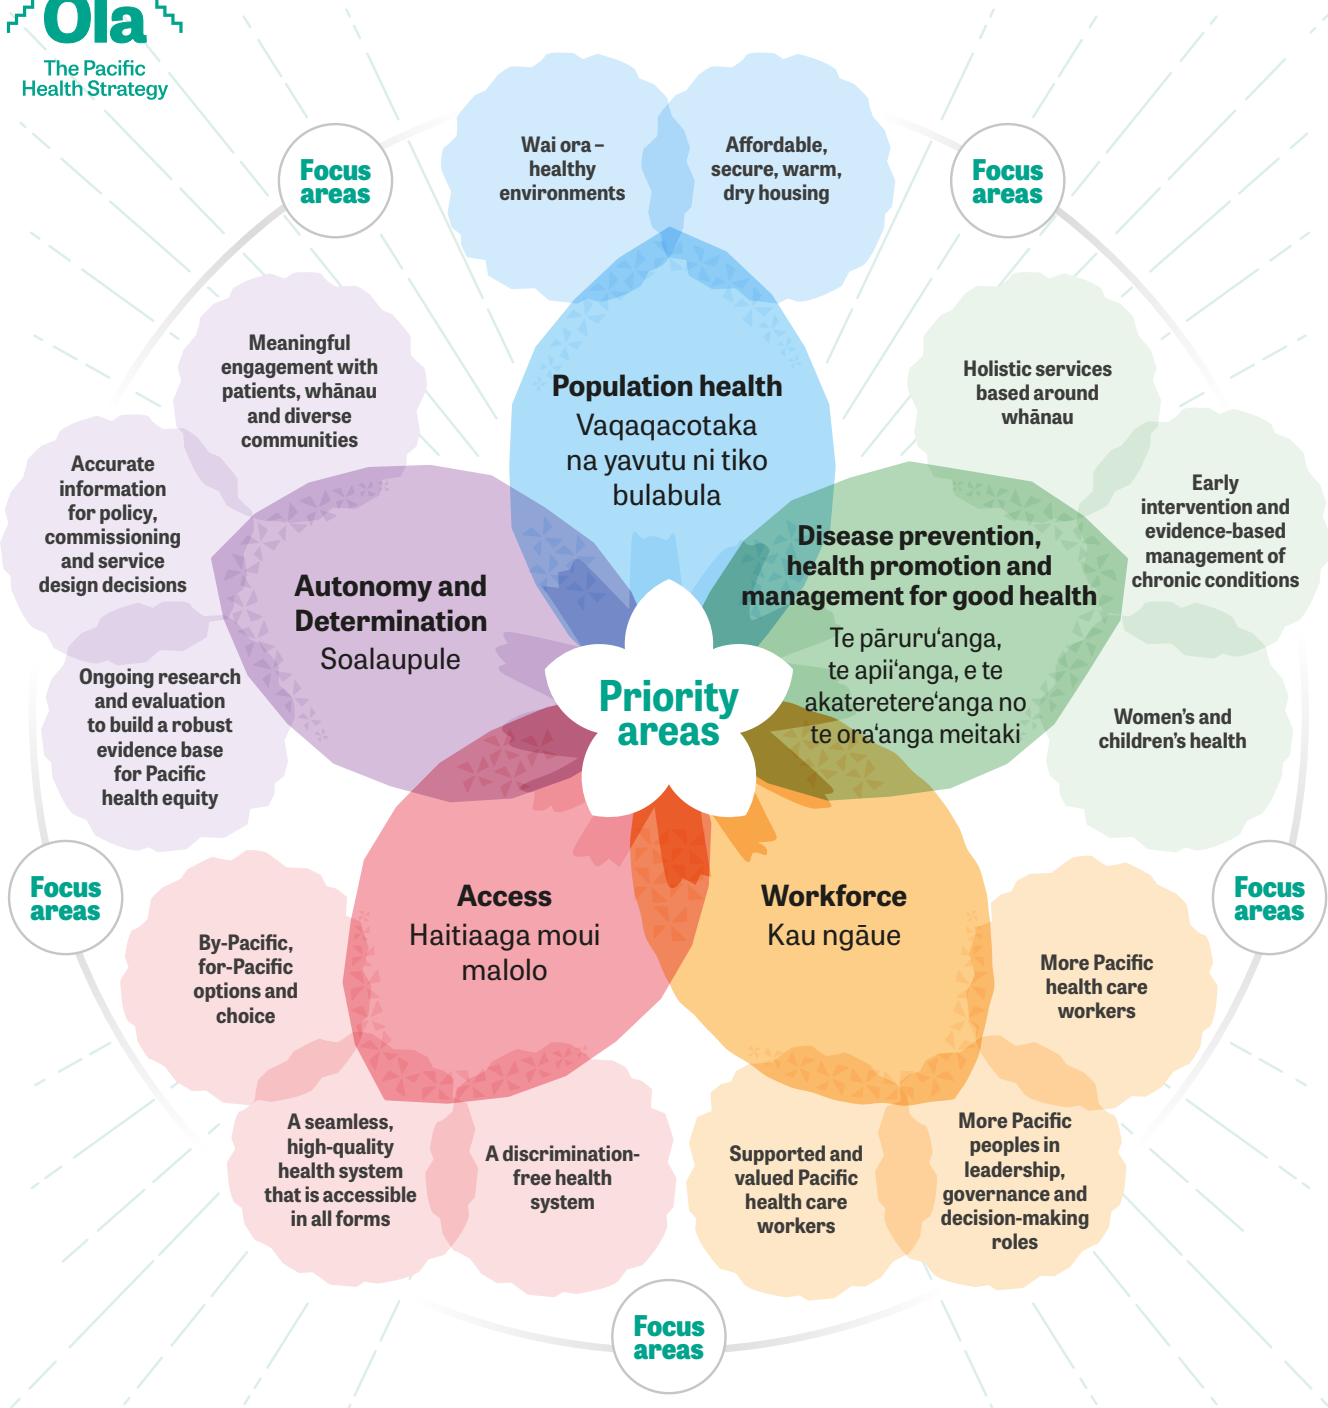 Ola
The Pacific
Health Strategy
Focus
areas
Wai ora –
healthy
environments
Affordable,
secure, warm,
dry housing
Focus
areas
Population health
Vaqaqacotaka
na yavutu ni tiko
bulabula
Meaningful
engagement with
patients, whānau
and diverse
communities
Accurate
information
for policy,
commissioning
and service
design decisions
Ongoing research
and evaluation
to build a robust
evidence base
for Pacific
health equity
Autonomy and
Determination
Soalaupule
Holistic services
based around
whānau
Early
intervention and
evidence-based
management of
chronic conditions
Women’s and
children’s health
Disease prevention,
health promotion and
management for good health
Te pāruru‘anga,
te apii‘anga, e te
akateretere‘anga no
te ora‘anga meitaki
Priority
areas
Focus
areas
Access
Haitiaaga moui
malolo
By-Pacific,
for-Pacific
options and
choice
A seamless,
high-quality
health system
that is accessible
in all forms
A discrimination-
free health
system
Workforce
Kau ngāue
Focus
areas
More Pacific
health care
workers
Supported and
valued Pacific
health care
workers
More Pacific
peoples in
leadership,
governance and
decision-making
roles
Focus
areas